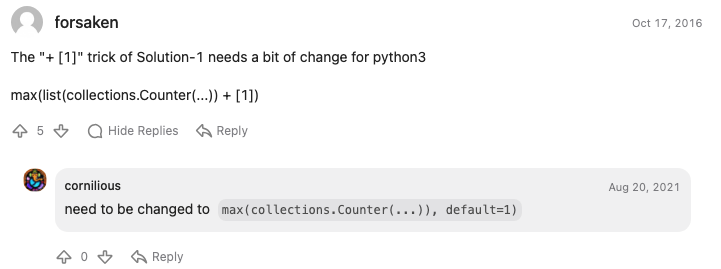 forsaken
Oct 17, 2016
The "+ [1]" trick of Solution-1 needs a bit of change for python3
max(list(collections.Counter(...)) + [1])
5 Hide Replies Reply
cornilious
Aug 20, 2021
need to be changed to max(collections.Counter(...)), default=1)
0 Reply